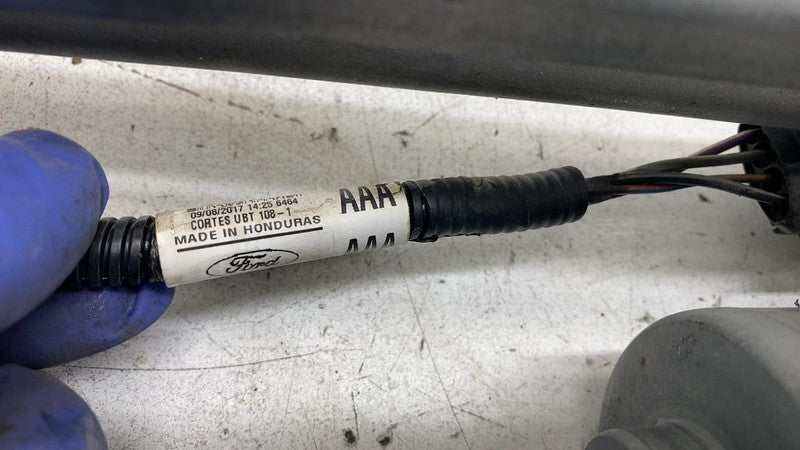 09/08/2017 14:25 6464
CORTES UBT 108-1
MADE IN HONDURAS
Ford
AAA
AAA